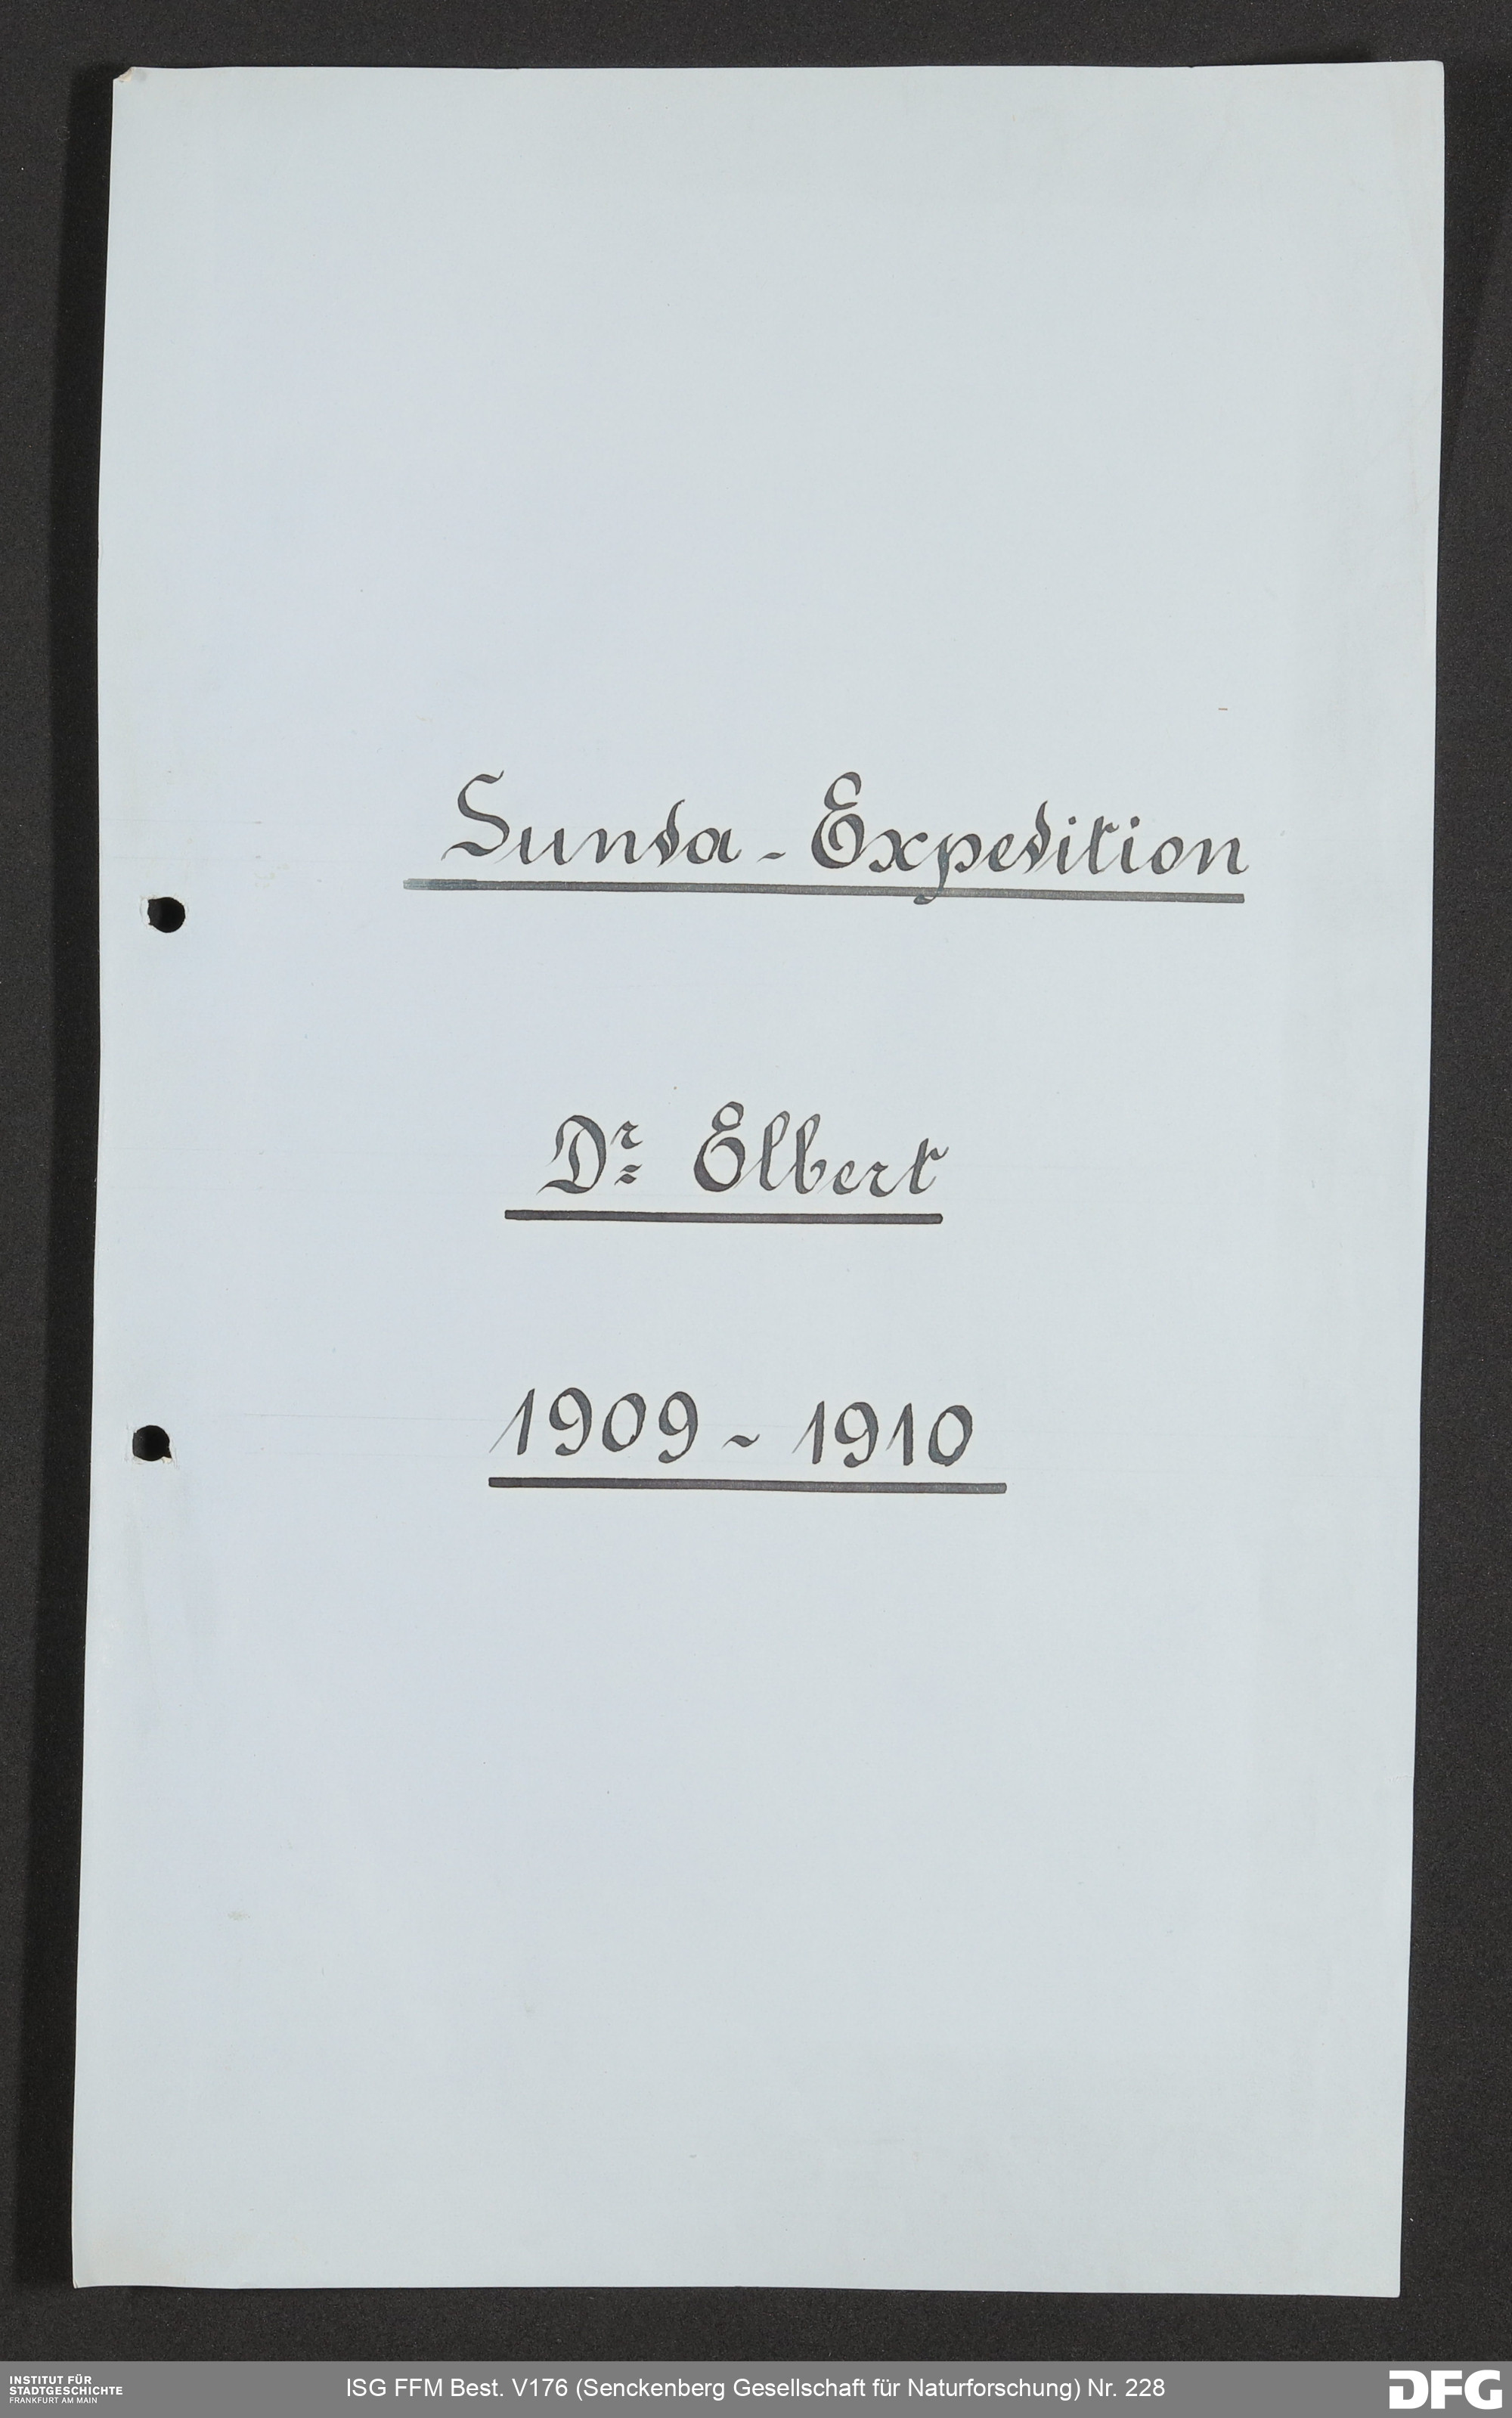 Sunda - Expedition
Dr. Elbert
1909 - 1910
INSTITUT FÜR
STADTGESCHICHTE
FRANKFURT AM MAIN
ISG FFM Best. V176 (Senckenberg Gesellschaft für Naturforschung) Nr. 228
DFG